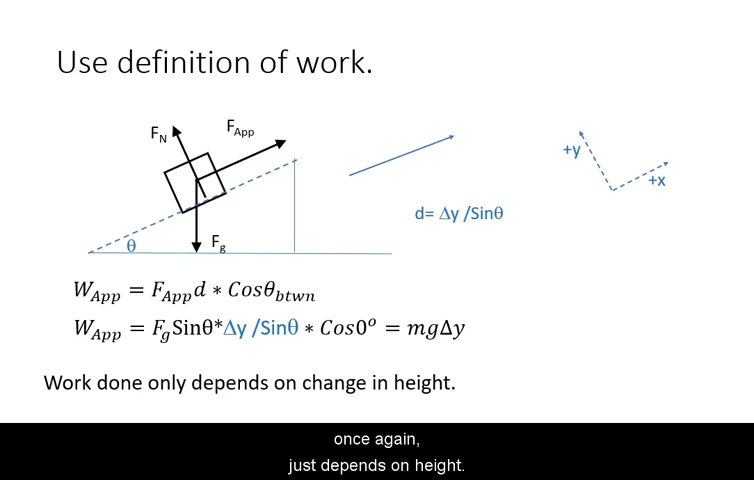 Use definition of work.
F_N
F_App
+y
+x
d= Δy /Sinθ
θ
F_g
W_App = F_App d * Cosθ_btwn
W_App = F_g Sinθ*Δy /Sinθ * Cos0° = mgΔy
Work done only depends on change in height.
once again,
just depends on height.